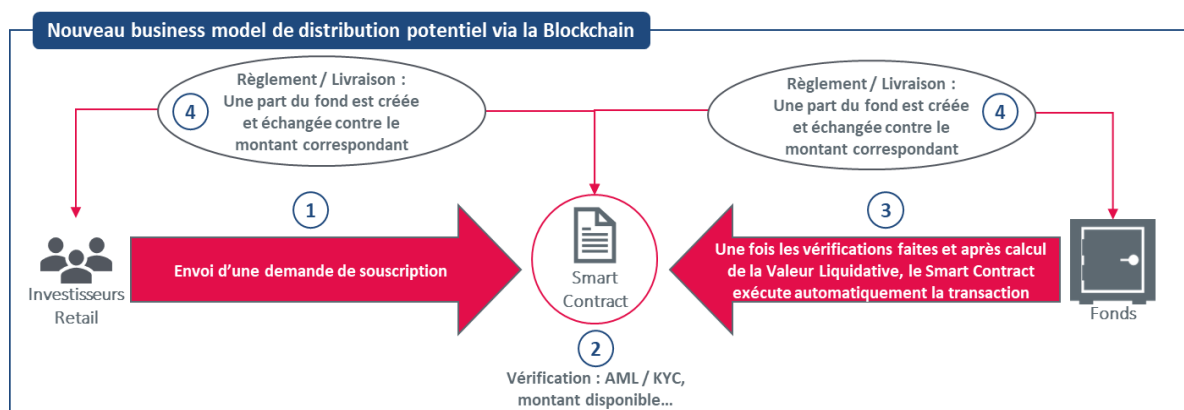 Nouveau business model de distribution potentiel via la Blockchain
Règlement / Livraison :
Une part du fond est créée
et échangée contre le
montant correspondant
4
Règlement / Livraison :
Une part du fond est créée
et échangée contre le
montant correspondant
4
1
Envoi d’une demande de souscription
Investisseurs
Retail
Smart
Contract
3
Une fois les vérifications faites et après calcul
de la Valeur Liquidative, le Smart Contract
exécute automatiquement la transaction
Fonds
2
Vérification : AML / KYC,
montant disponible…